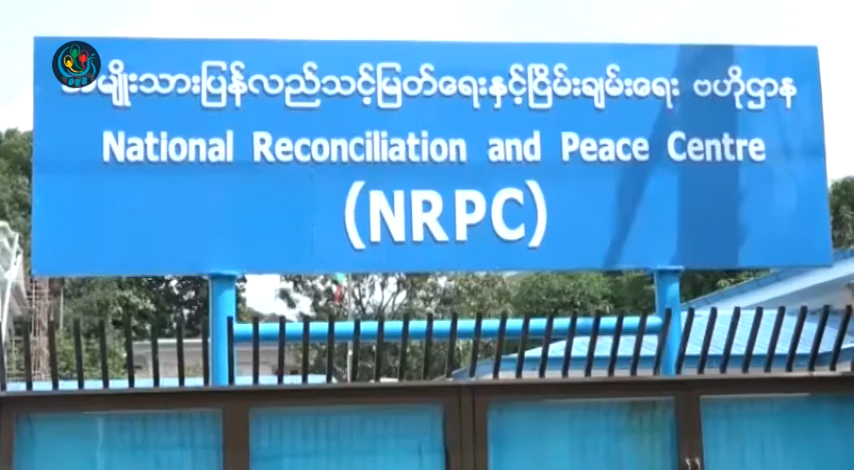 အမျိုးသားပြန်လည်သင့်မြတ်ရေးနှင့်ငြိမ်းချမ်းရေး ဗဟိုဌာန
National Reconciliation and Peace Centre
(NRPC)